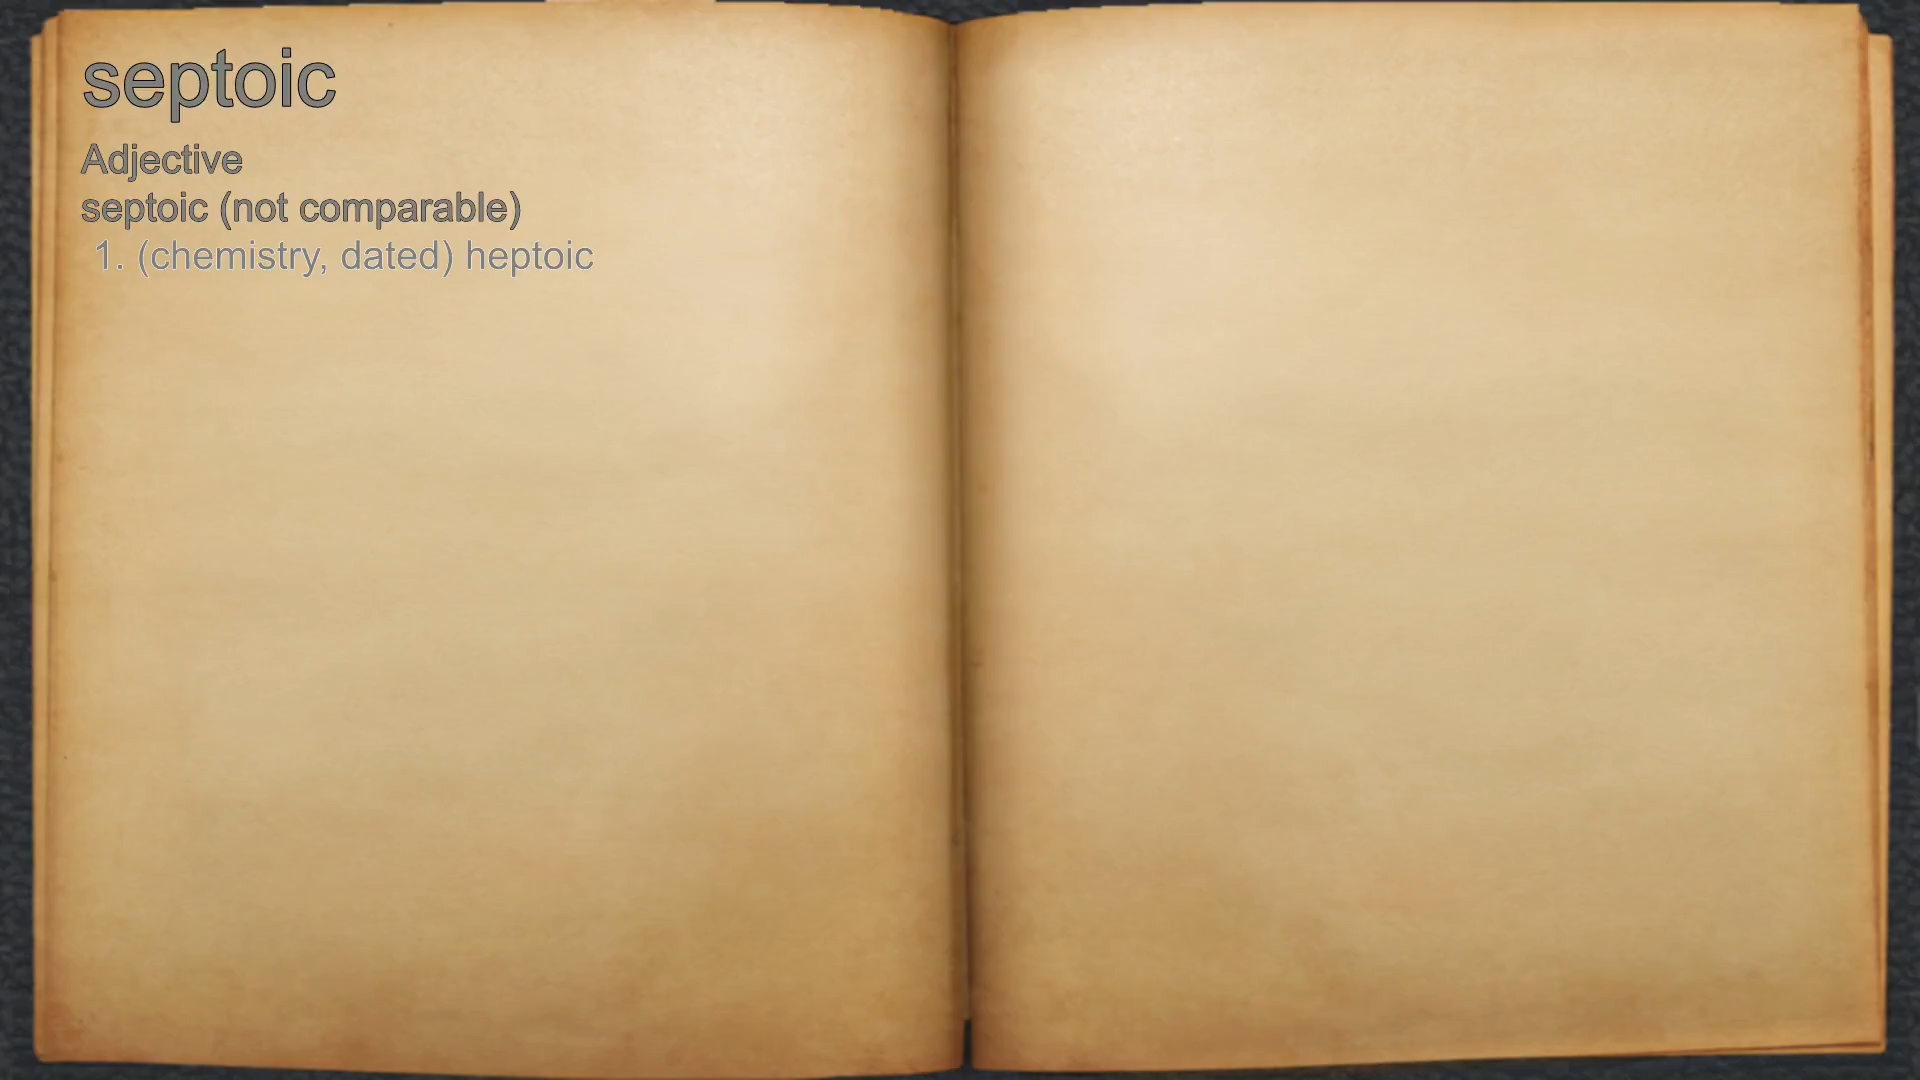 septoic
Adjective
septoic (not comparable)
1. (chemistry, dated) heptoic